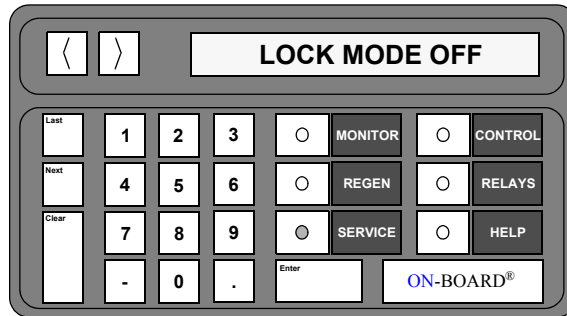 〈 〉 LOCK MODE OFF
Last 1 2 3 MONITOR CONTROL
Next 4 5 6 REGEN RELAYS
Clear 7 8 9 SERVICE HELP
- 0 . Enter ON-BOARD®